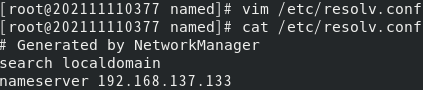 [root@202111110377 named]# vim /etc/resolv.conf
[root@202111110377 named]# cat /etc/resolv.conf
# Generated by NetworkManager
search localdomain
nameserver 192.168.137.133